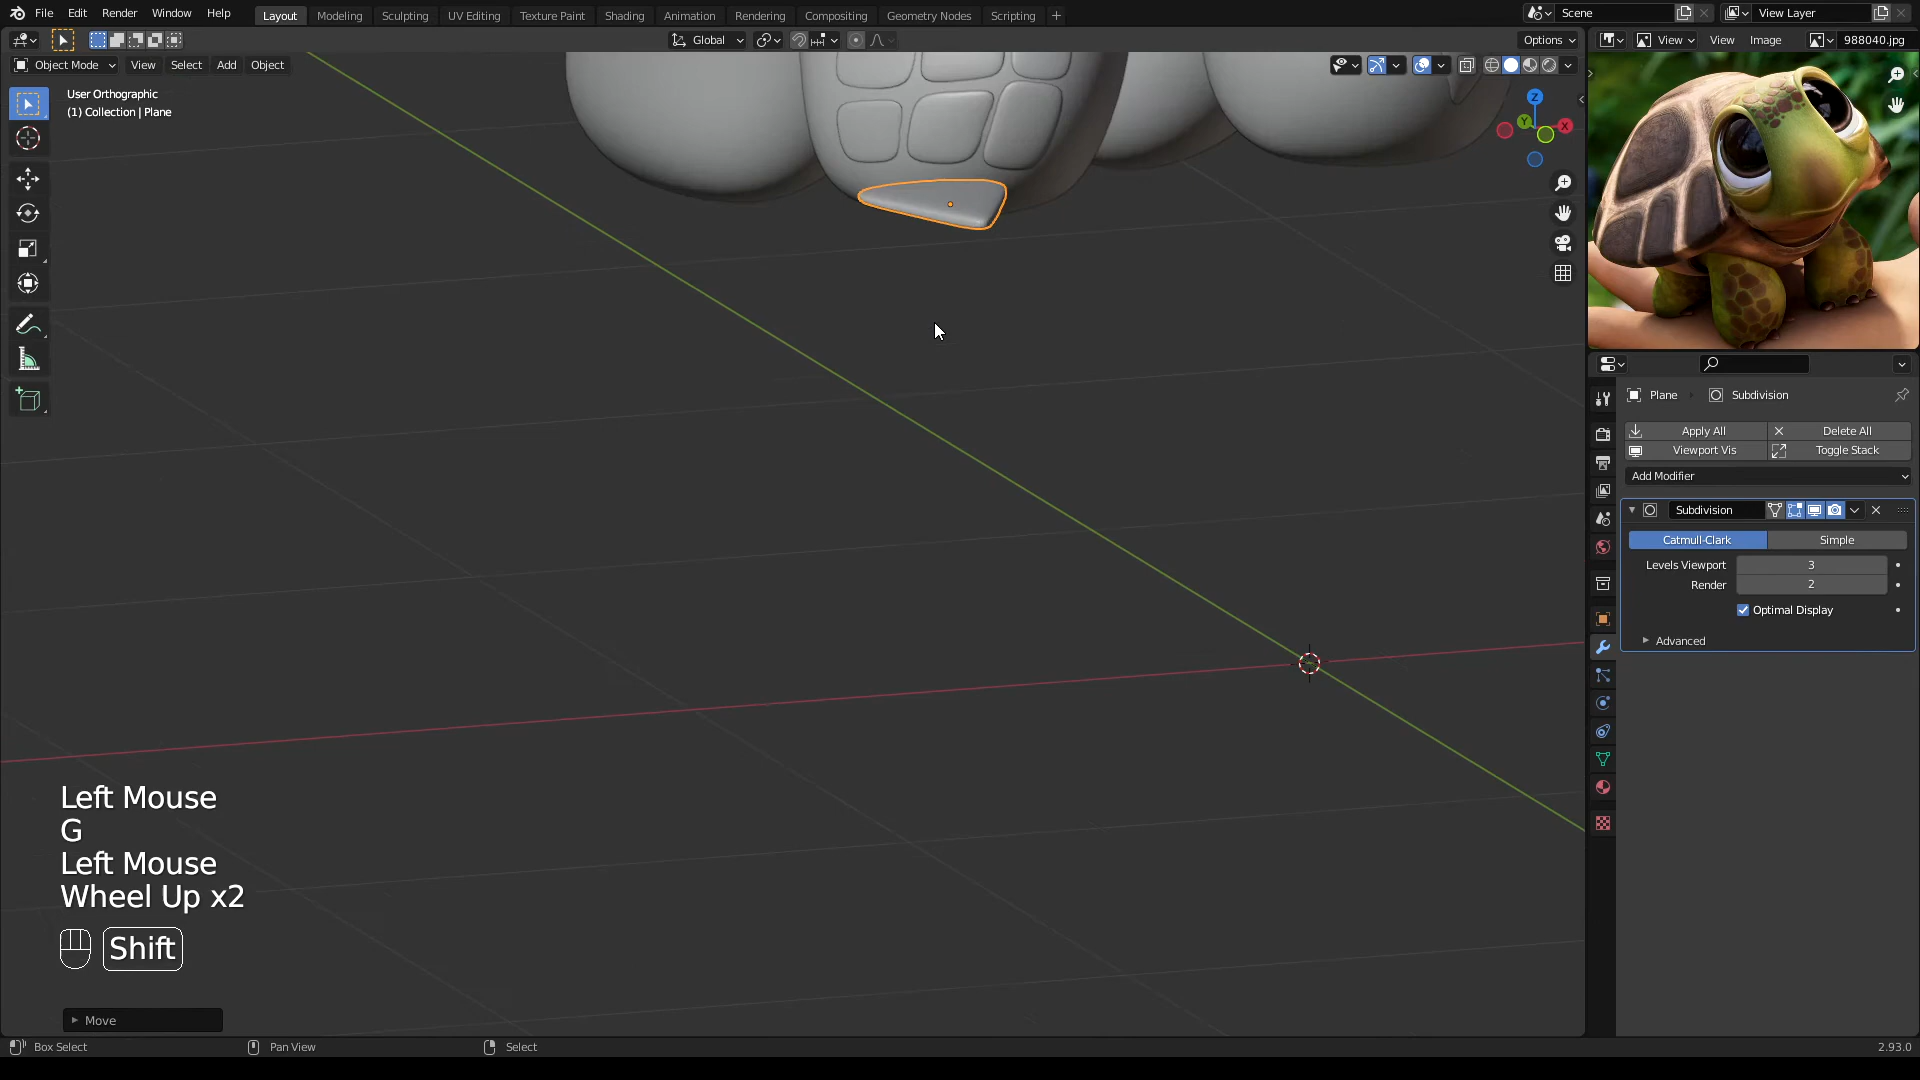 File Edit Render Window Help Layout Modeling Sculpting UV Editing Texture Paint Shading Animation Rendering Compositing Geometry Nodes Scripting + Scene View Layer
Global Options View View Image 988040.jpg
Object Mode View Select Add Object
User Orthographic
(1) Collection | Plane
Z
Y
X
Plane Subdivision
Apply All Delete All
Viewport Vis Toggle Stack
Add Modifier
Subdivision
Catmull-Clark Simple
Levels Viewport 3
Render 2
Optimal Display
Advanced
Left Mouse
G
Left Mouse
Wheel Up x2
Shift
Move
Box Select Pan View Select 2.93.0